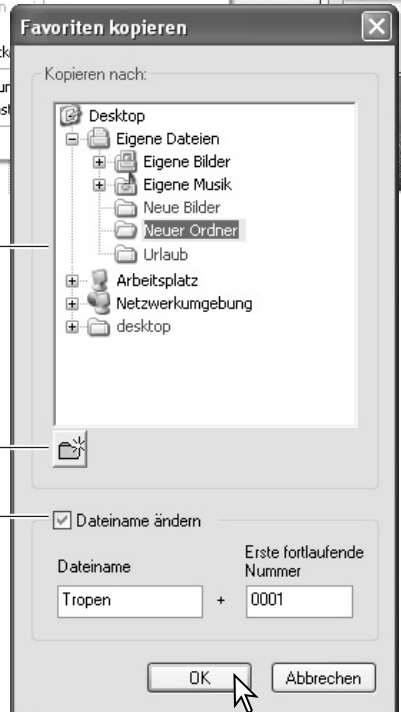 Favoriten kopieren
Kopieren nach:
Desktop
Eigene Dateien
Eigene Bilder
Eigene Musik
Neue Bilder
Neuer Ordner
Urlaub
Arbeitsplatz
Netzwerkumgebung
desktop
Dateiname ändern
Dateiname
Erste fortlaufende
Nummer
Tropen + 0001
OK Abbrechen